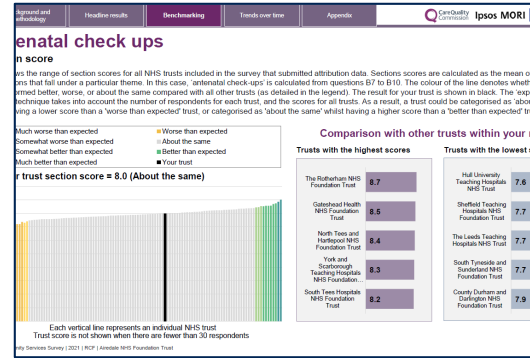 ckground and
ethodology
Headline results
Benchmarking
Trends over time
Appendix
CareQuality
Commission
Ipsos MORI
enatal check ups
n score
ws the range of section scores for all NHS trusts included in the survey that submitted attribution data. Sections scores are calculated as the mean o
ons that fall under a particular theme. In this case, 'antenatal check-ups' is calculated from questions B7 to B10. The colour of the line denotes wheth
ormed better, worse, or about the same compared with all other trusts (as detailed in the legend). The result for your trust is shown in black. The 'exp
technique takes into account the number of respondents for each trust, and the scores for all trusts. As a result, a trust could be categorised as 'abou
ving a lower score than a 'worse than expected' trust, or categorised as 'about the same' whilst having a higher score than a 'better than expected' tr
Much worse than expected
Worse than expected
Somewhat worse than expected
About the same
Somewhat better than expected
Better than expected
Much better than expected
Your trust
r trust section score = 8.0 (About the same)
Each vertical line represents an individual NHS trust
Trust score is not shown when there are fewer than 30 respondents
Comparison with other trusts within your r
Trusts with the highest scores
The Rotherham NHS
Foundation Trust
8.7
Gateshead Health
NHS Foundation
Trust
8.5
North Tees and
Hartlepool NHS
Foundation Trust
8.4
York and
Scarborough
Teaching Hospitals
NHS Foundation...
8.3
South Tees Hospitals
NHS Foundation
Trust
8.2
Trusts with the lowest s
Hull University
Teaching Hospitals
NHS Trust
7.6
Sheffield Teaching
Hospitals NHS
Foundation Trust
7.7
The Leeds Teaching
Hospitals NHS Trust
7.7
South Tyneside and
Sunderland NHS
Foundation Trust
7.7
County Durham and
Darlington NHS
Foundation Trust
7.9
nity Services Survey | 2021 | RCF | Airedale NHS Foundation Trust